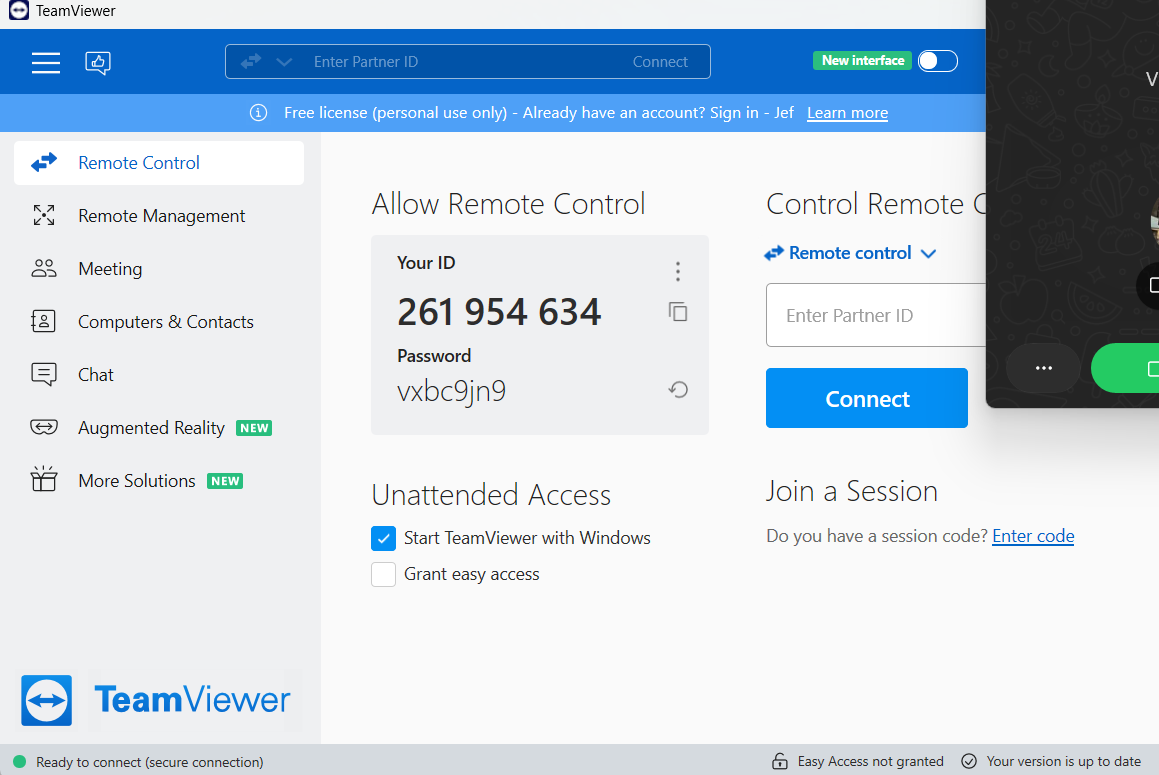 TeamViewer
Enter Partner ID
Connect
New interface
Free license (personal use only) - Already have an account? Sign in - Jef Learn more
Remote Control
Remote Management
Meeting
Computers & Contacts
Chat
Augmented Reality NEW
More Solutions NEW
TeamViewer
Allow Remote Control
Your ID
261 954 634
Password
vxbc9jn9
Unattended Access
Start TeamViewer with Windows
Grant easy access
Control Remote C
Remote control
Enter Partner ID
Connect
Join a Session
Do you have a session code? Enter code
V
Ready to connect (secure connection)
Easy Access not granted
Your version is up to date